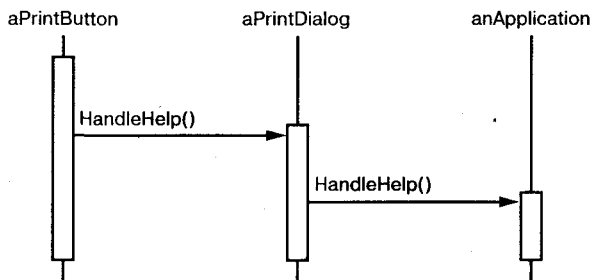 aPrintButton
aPrintDialog
anApplication
HandleHelp()
HandleHelp()